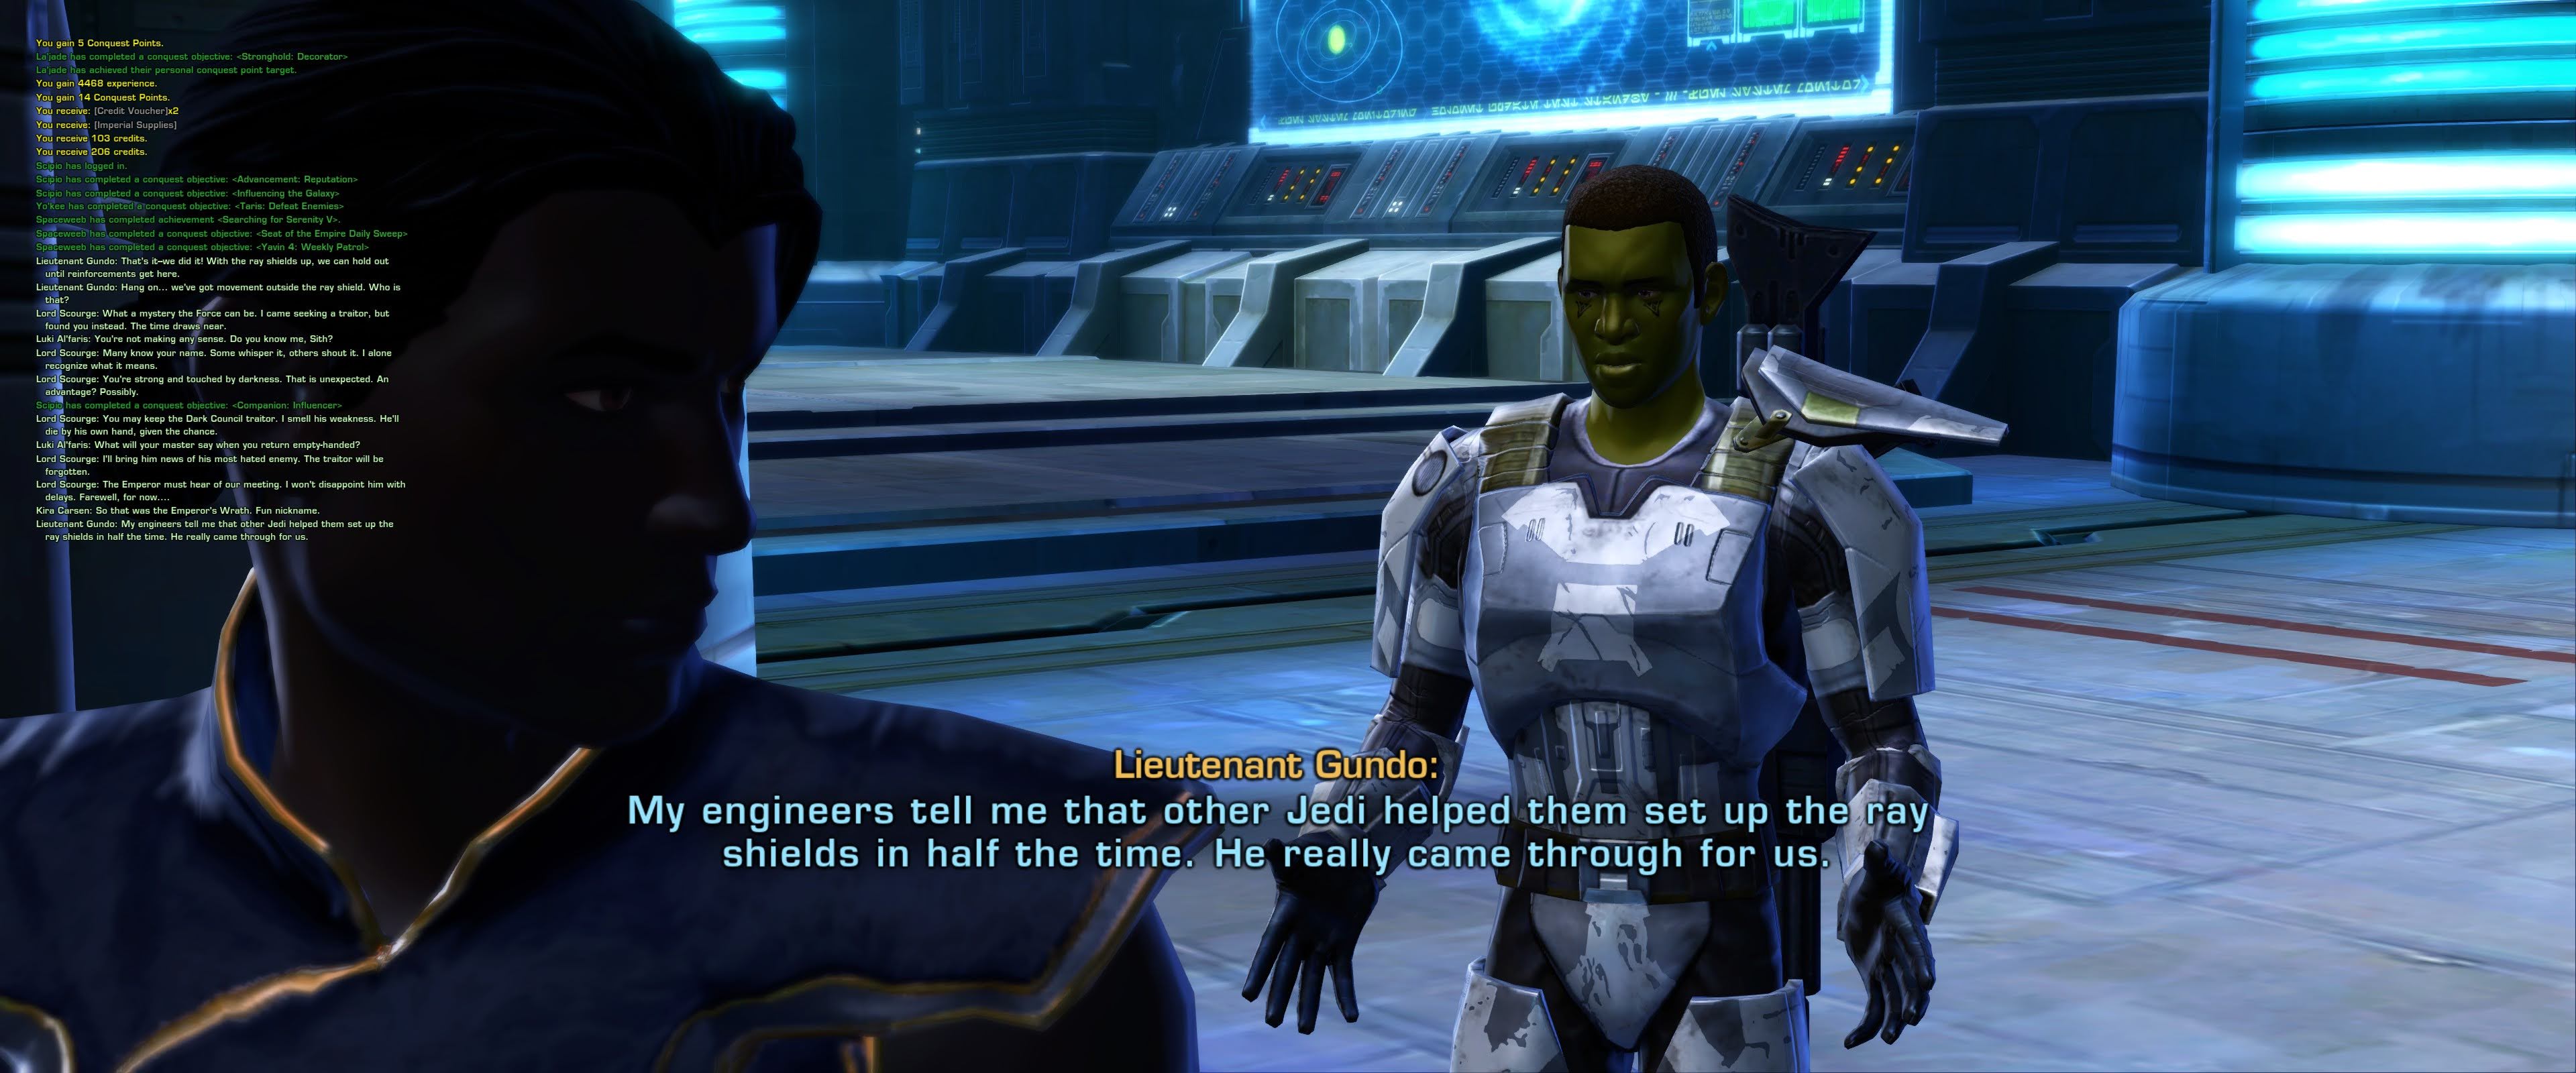 You gain 5 Conquest Points.
La'jade has completed a conquest objective: <Stronghold: Decorator>
La'jade has achieved their personal conquest point target.
You gain 4468 experience.
You gain 14 Conquest Points.
You receive: [Credit Voucher]x2
You receive: [Imperial Supplies]
You receive 103 credits.
You receive 206 credits.
Scipio has logged in.
Scipio has completed a conquest objective: <Advancement: Reputation>
Scipio has completed a conquest objective: <Influencing the Galaxy>
Yo'kee has completed a conquest objective: <Taris: Defeat Enemies>
Spaceweeb has completed achievement <Searching for Serenity V>.
Spaceweeb has completed a conquest objective: <Seat of the Empire Daily Sweep>
Spaceweeb has completed a conquest objective: <Yavin 4: Weekly Patrol>
Lieutenant Gundo: That's it–we did it! With the ray shields up, we can hold out
until reinforcements get here.
Lieutenant Gundo: Hang on... we've got movement outside the ray shield. Who is
that?
Lord Scourge: What a mystery the Force can be. I came seeking a traitor, but
found you instead. The time draws near.
Luki Al'faris: You're not making any sense. Do you know me, Sith?
Lord Scourge: Many know your name. Some whisper it, others shout it. I alone
recognize what it means.
Lord Scourge: You're strong and touched by darkness. That is unexpected. An
advantage? Possibly.
Scipio has completed a conquest objective: <Companion: Influencer>
Lord Scourge: You may keep the Dark Council traitor. I smell his weakness. He'll
die by his own hand, given the chance.
Luki Al'faris: What will your master say when you return empty-handed?
Lord Scourge: I'll bring him news of his most hated enemy. The traitor will be
forgotten.
Lord Scourge: The Emperor must hear of our meeting. I won't disappoint him with
delays. Farewell, for now....
Kira Carsen: So that was the Emperor's Wrath. Fun nickname.
Lieutenant Gundo: My engineers tell me that other Jedi helped them set up the
ray shields in half the time. He really came through for us.
Lieutenant Gundo:
My engineers tell me that other Jedi helped them set up the ray
shields in half the time. He really came through for us.